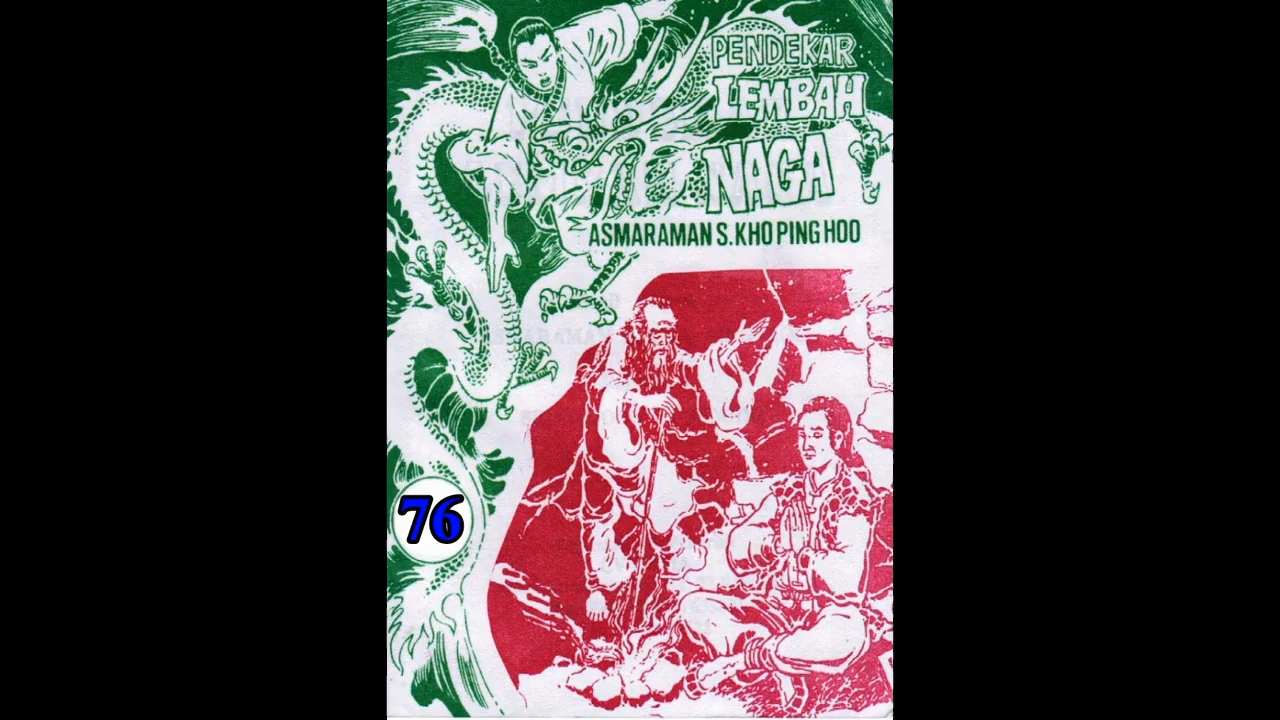 PENDEKAR
LEMBAH
NAGA
ASMARAMAN S. KHO PING HOO
76